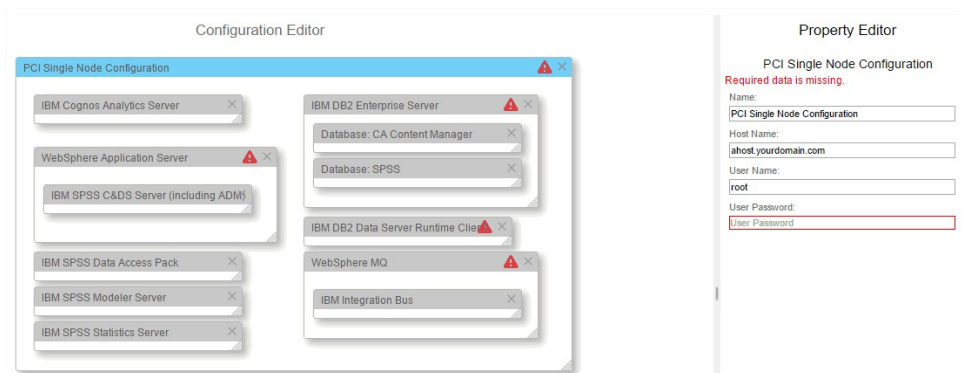 Configuration Editor
PCI Single Node Configuration
IBM Cognos Analytics Server
WebSphere Application Server
IBM SPSS C&DS Server (including ADM)
IBM SPSS Data Access Pack
IBM SPSS Modeler Server
IBM SPSS Statistics Server
IBM DB2 Enterprise Server
Database: CA Content Manager
Database: SPSS
IBM DB2 Data Server Runtime Client
WebSphere MQ
IBM Integration Bus
Property Editor
PCI Single Node Configuration
Required data is missing.
Name:
PCI Single Node Configuration
Host Name:
ahost.yourdomain.com
User Name:
root
User Password:
User Password